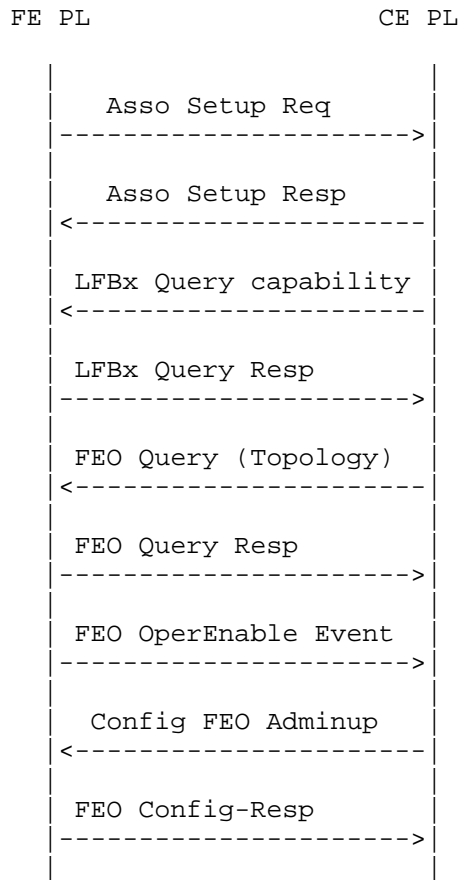 FE PL CE PL
Asso Setup Req
Asso Setup Resp
LFBx Query capability
LFBx Query Resp
FEO Query (Topology)
FEO Query Resp
FEO OperEnable Event
Config FEO Adminup
FEO Config-Resp